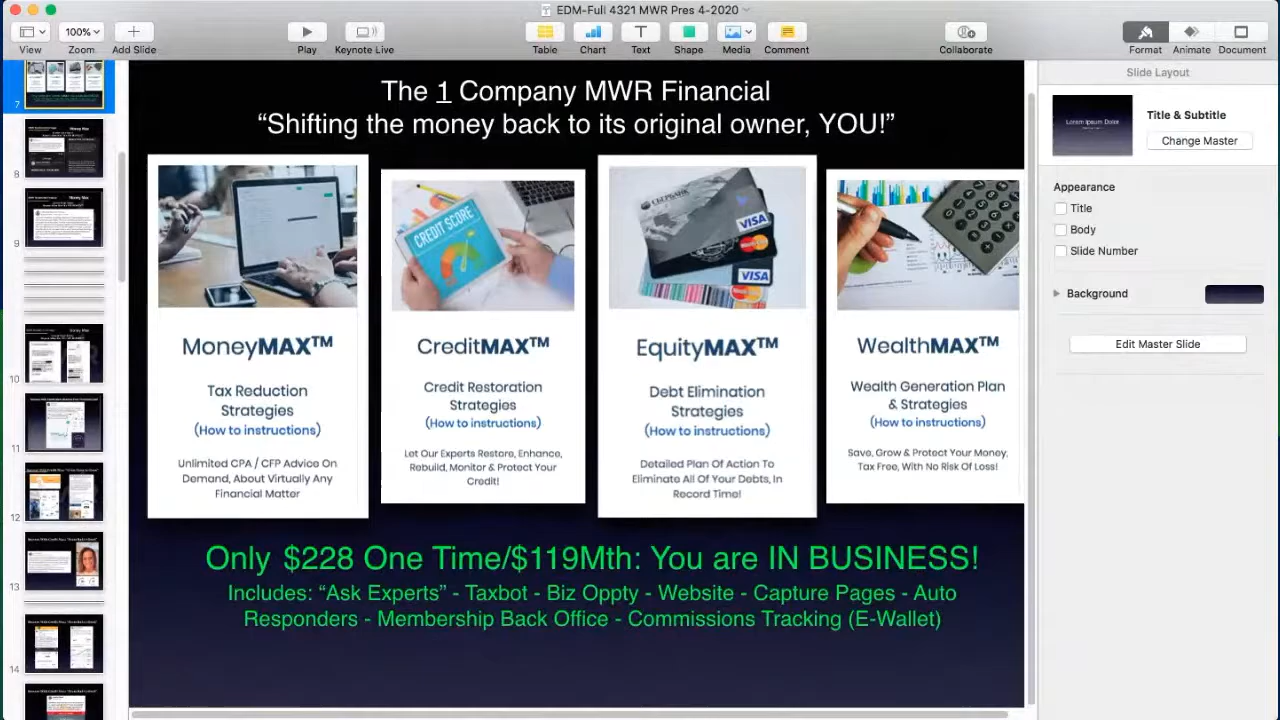 EDM-Full 4321 MWR Pres 4-2020
100%
View
Zoom
Add Slide
Play
Keynote Live
Table
Chart
Text
Shape
Media
Comment
Collaborate
Format
Animate
Document
7
8
9
10
11
12
13
14
The 1 Company MWR Financial
“Shifting the money back to its original owner, YOU!”
CREDIT SCORE
VISA
VISA
MoneyMAX™
Tax Reduction
Strategies
(How to instructions)
Unlimited CPA / CFP Advice On
Demand, About Virtually Any
Financial Matter
CreditMAX™
Credit Restoration
Strategies
(How to instructions)
Let Our Experts Restore, Enhance,
Rebuild, Monitor & Protect Your
Credit!
EquityMAX™
Debt Elimination
Strategies
(How to instructions)
Detailed Plan Of Action To
Eliminate All Of Your Debts, In
Record Time!
WealthMAX™
Wealth Generation Plan
& Strategies
(How to instructions)
Save, Grow & Protect Your Money,
Tax Free, With No Risk Of Loss!
Only $228 One Time/$119Mth: You are IN BUSINESS!
Includes: “Ask Experts” - Taxbot - Biz Oppty - Website - Capture Pages - Auto
Responders - Membership Back Office - Commissions Tracking (E-Wallet)
Slide Layout
Lorem Ipsum Dolor
Title & Subtitle
Change Master
Appearance
Title
Body
Slide Number
Background
Edit Master Slide